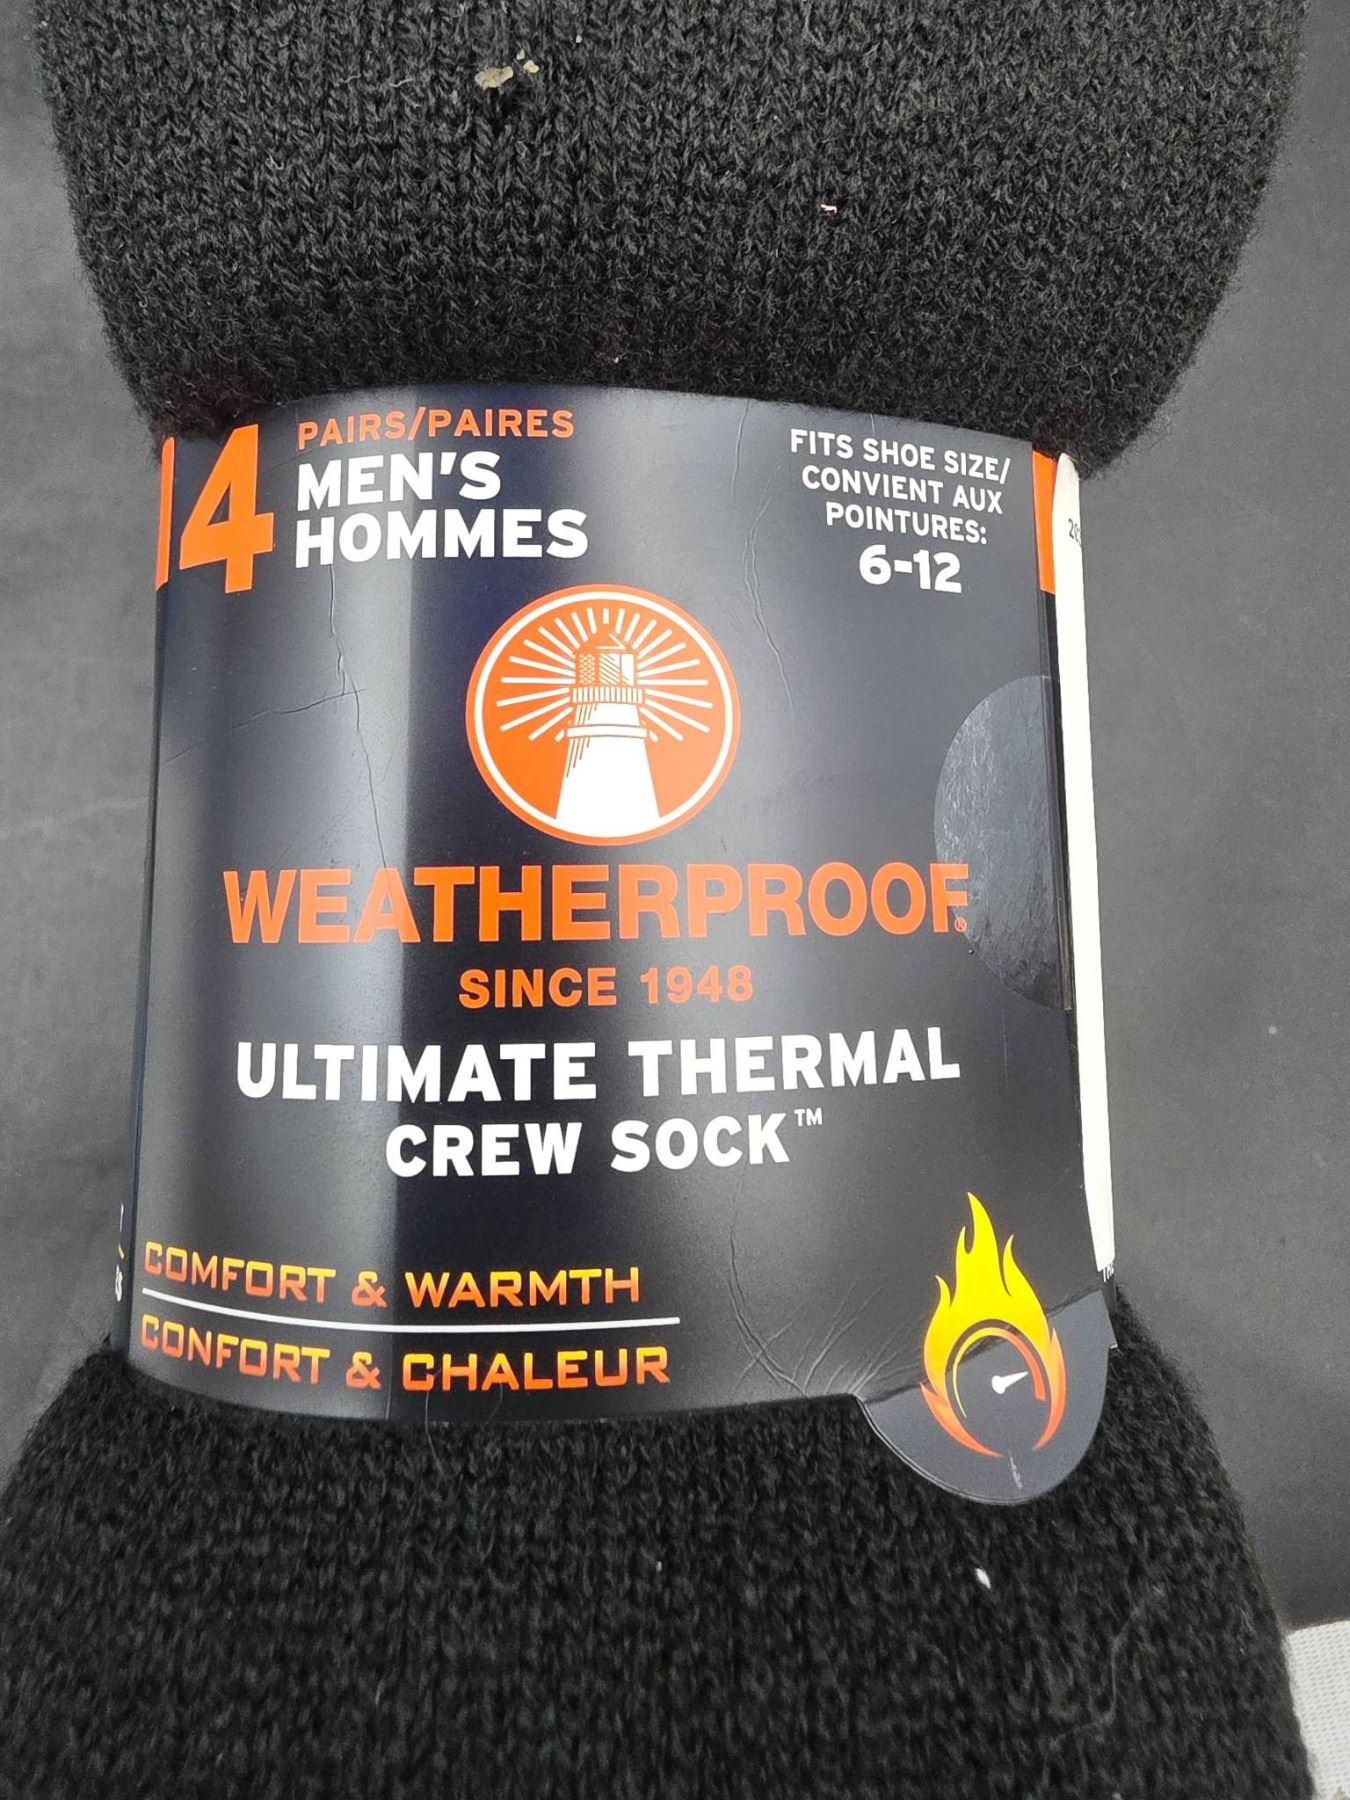 4
PAIRS/PAIRES
MEN'S
HOMMES
FITS SHOE SIZE/
CONVIENT AUX
POINTURES:
6-12
WEATHERPROOF®
SINCE 1948
ULTIMATE THERMAL
CREW SOCK™
COMFORT & WARMTH
CONFORT & CHALEUR